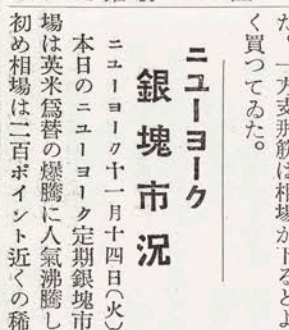 た。一方支那筋は相場が下るとよ
く買つてゐた。
ニューヨーク
銀塊市況
ニューヨーク十一月十四日(火)
本日のニューヨーク定期銀塊市
場は英米爲替の爆騰に人氣沸騰し
初め相場は二百ポイント近くの稀